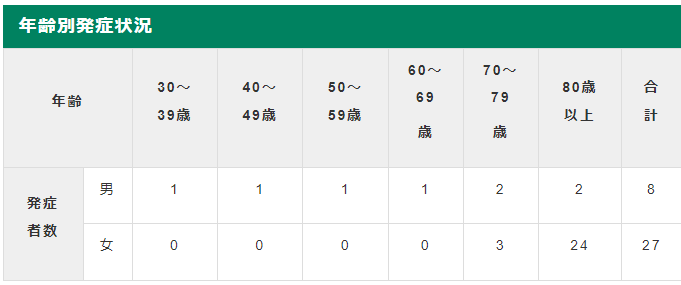 年齢別発症状況
年齢
30～
39歳
40～
49歳
50～
59歳
60～
69
歳
70～
79
歳
80歳
以上
合
計
発症
者数
男 1 1 1 1 2 2 8
女 0 0 0 0 3 24 27